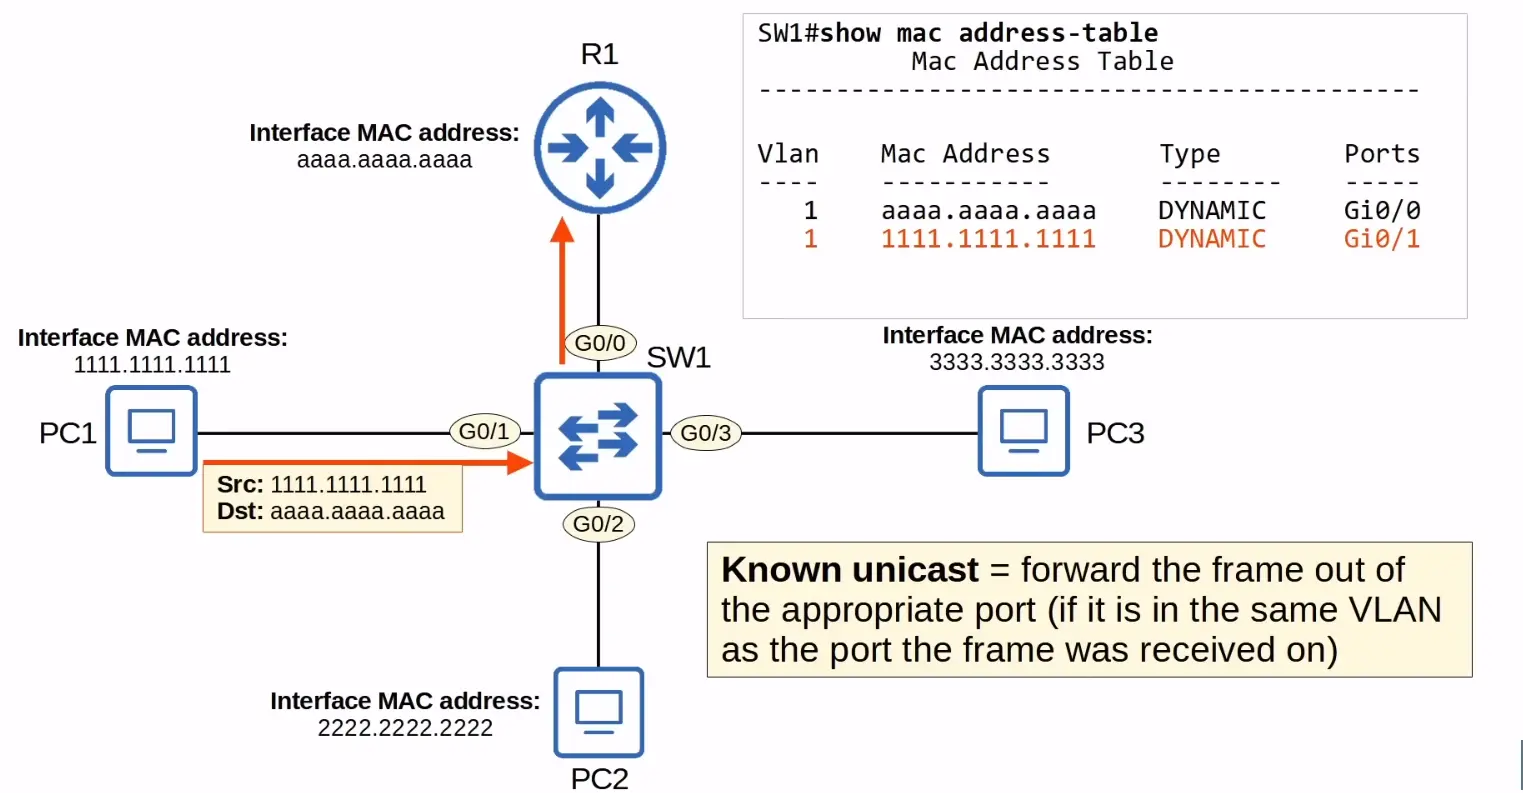 R1
Interface MAC address:
aaaa.aaaa.aaaa
SW1#show mac address-table
Mac Address Table
-------------------------------------------
Vlan Mac Address Type Ports
---- ----------- -------- -----
1 aaaa.aaaa.aaaa DYNAMIC Gi0/0
1 1111.1111.1111 DYNAMIC Gi0/1
Interface MAC address:
1111.1111.1111
PC1
G0/0
SW1
G0/1
G0/3
G0/2
Interface MAC address:
3333.3333.3333
PC3
Src: 1111.1111.1111
Dst: aaaa.aaaa.aaaa
Known unicast = forward the frame out of
the appropriate port (if it is in the same VLAN
as the port the frame was received on)
Interface MAC address:
2222.2222.2222
PC2